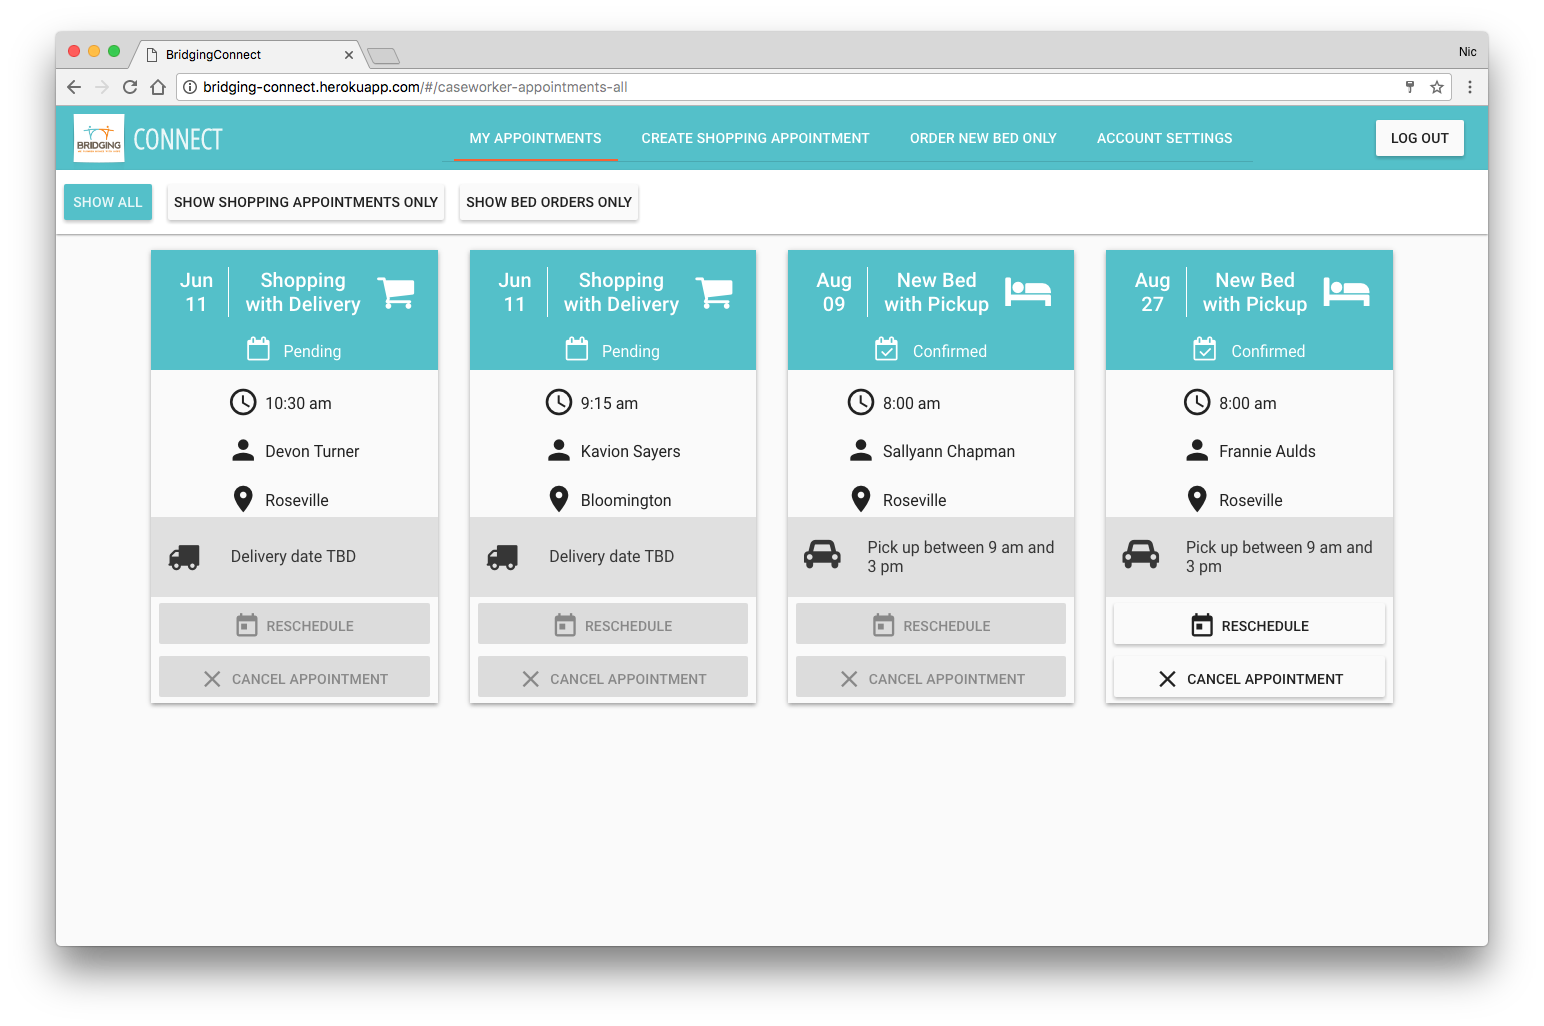 BridgingConnect
Nic
bridging-connect.herokuapp.com/#/caseworker-appointments-all
BRIDGING
CONNECT
MY APPOINTMENTS
CREATE SHOPPING APPOINTMENT
ORDER NEW BED ONLY
ACCOUNT SETTINGS
LOG OUT
SHOW ALL
SHOW SHOPPING APPOINTMENTS ONLY
SHOW BED ORDERS ONLY
Jun
11
Shopping
with Delivery
Pending
10:30 am
Devon Turner
Roseville
Delivery date TBD
RESCHEDULE
CANCEL APPOINTMENT
Jun
11
Shopping
with Delivery
Pending
9:15 am
Kavion Sayers
Bloomington
Delivery date TBD
RESCHEDULE
CANCEL APPOINTMENT
Aug
09
New Bed
with Pickup
Confirmed
8:00 am
Sallyann Chapman
Roseville
Pick up between 9 am and
3 pm
RESCHEDULE
CANCEL APPOINTMENT
Aug
27
New Bed
with Pickup
Confirmed
8:00 am
Frannie Aulds
Roseville
Pick up between 9 am and
3 pm
RESCHEDULE
CANCEL APPOINTMENT